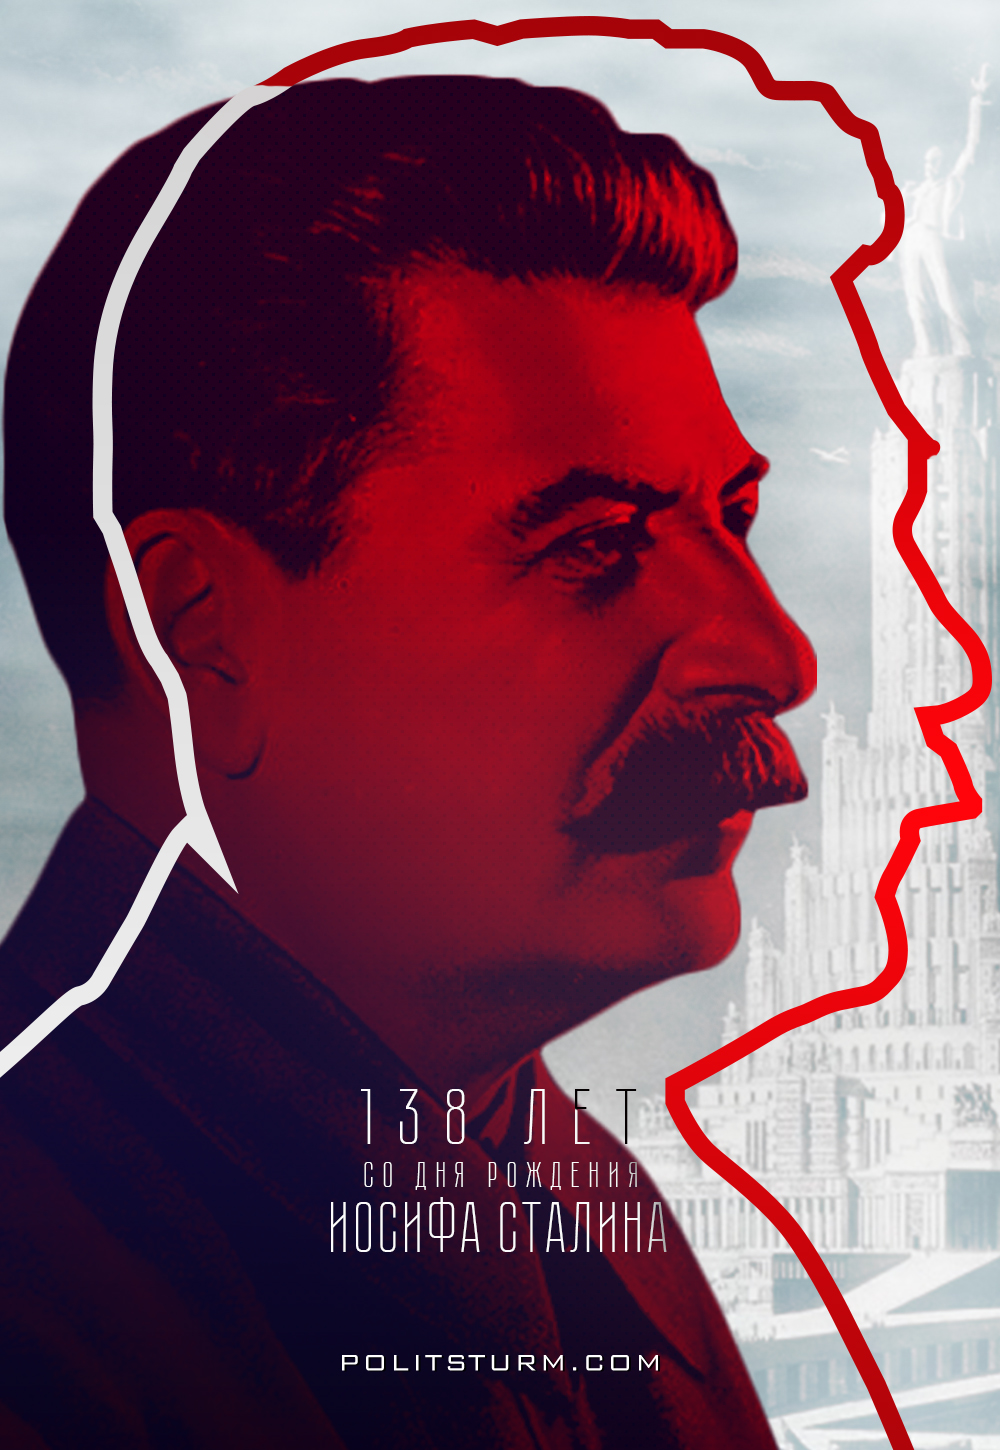 138 ЛЕТ
СО ДНЯ РОЖДЕНИЯ
ИОСИФА СТАЛИНА
POLITSTURM.COM